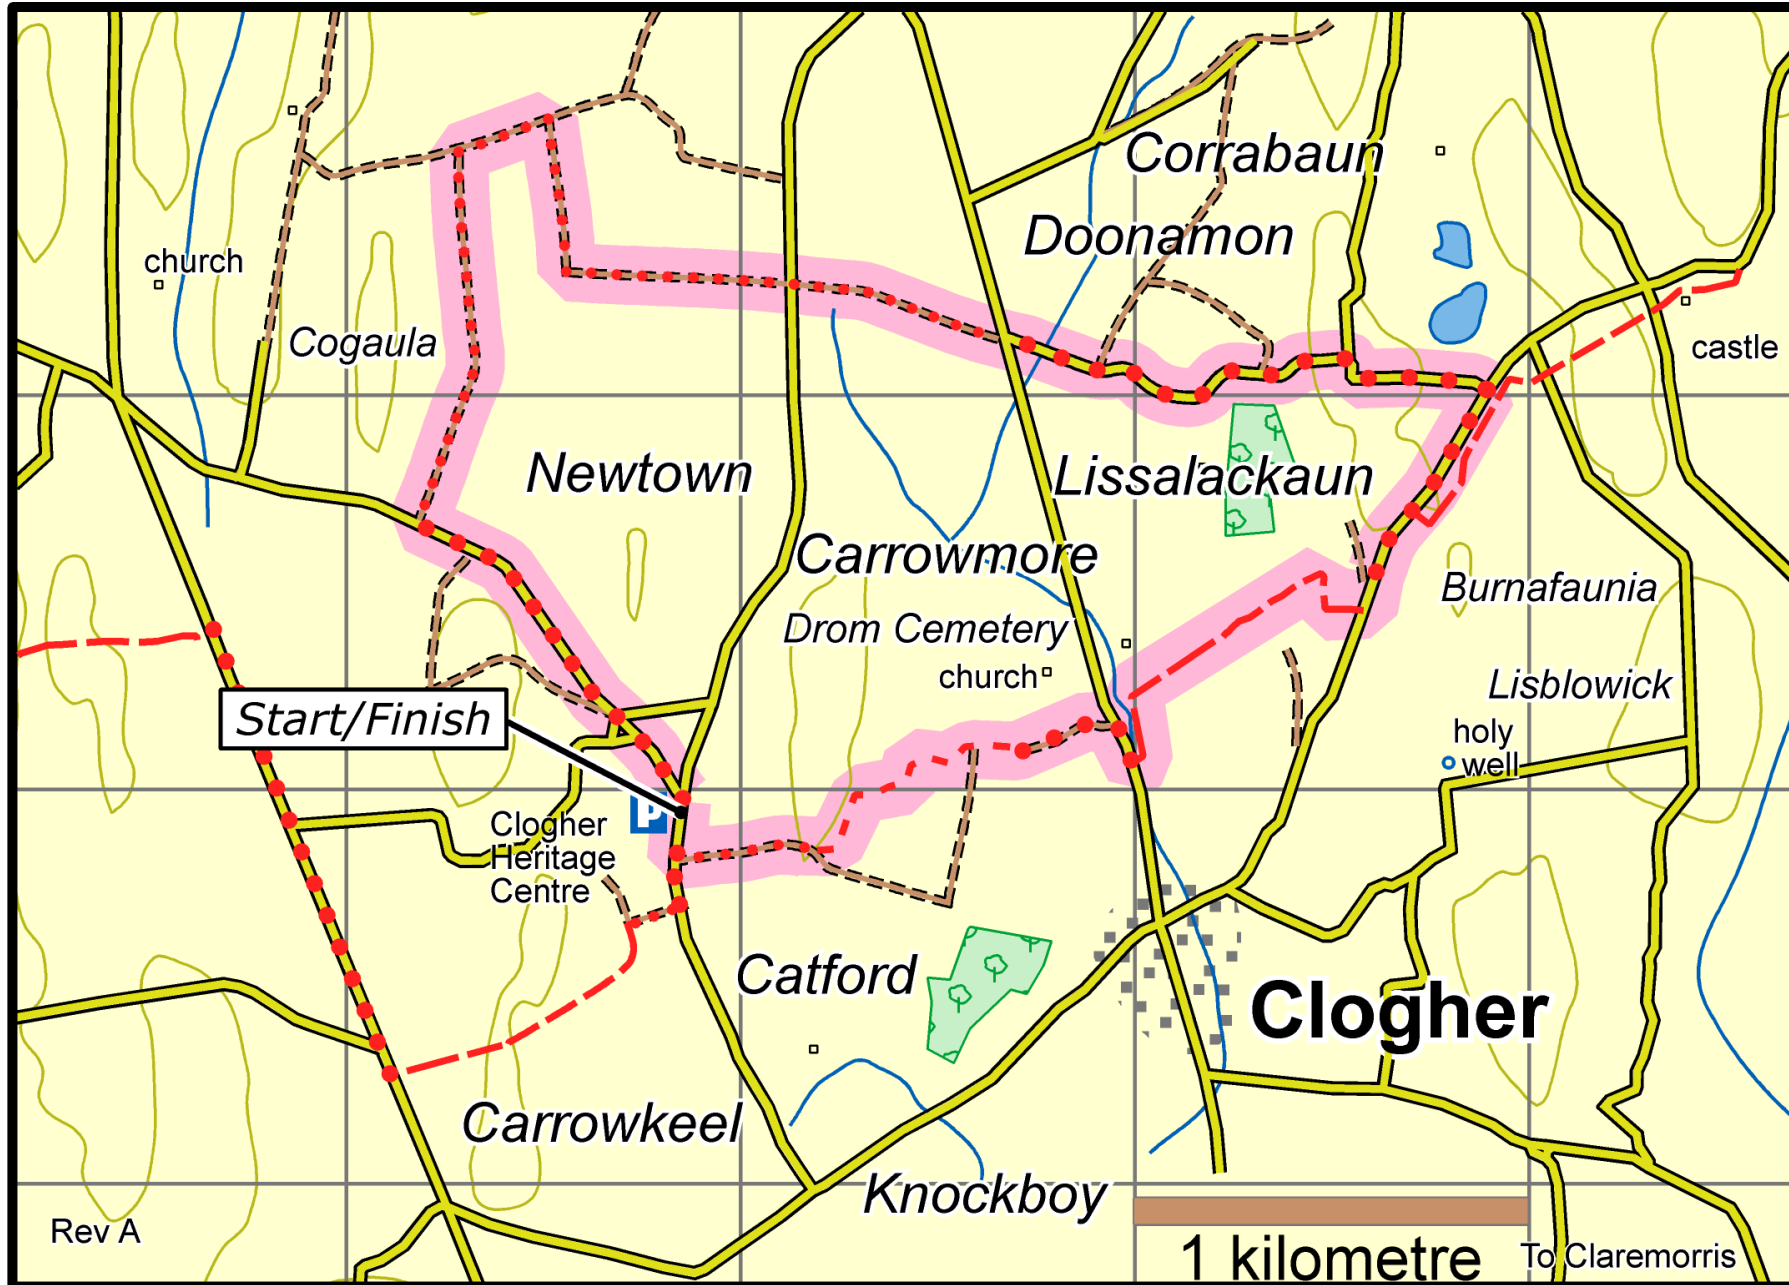 Corrabaun
Doonamon
church
Cogaula
castle
Newtown
Lissalackaun
Carrowmore
Burnafaunia
Drom Cemetery
church
Lisblowick
Start/Finish
holy
well
P
Clogher
Heritage
Centre
Catford
Clogher
Carrowkeel
Knockboy
Rev A
1 kilometre
To Claremorris